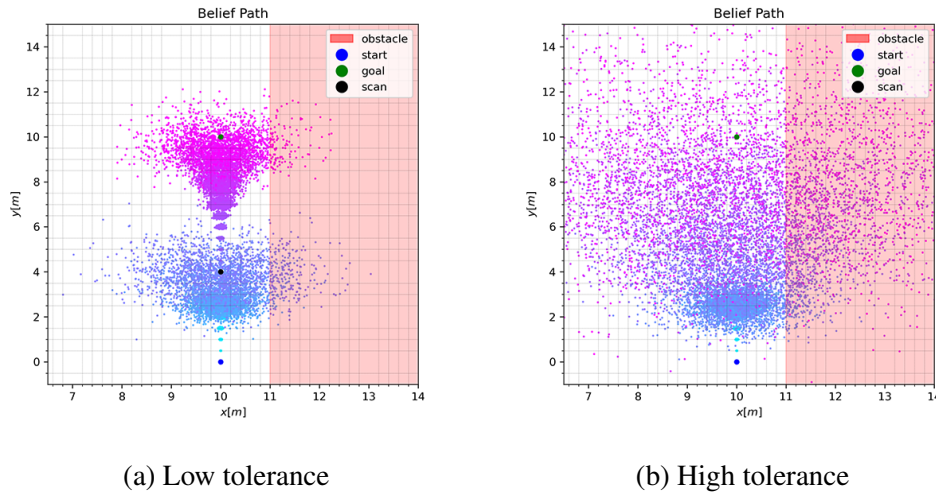 Belief Path
obstacle
start
goal
scan
14
12
10
8
6
4
2
0
y[m]
7
8
9
10
11
12
13
14
x[m]
(a) Low tolerance
Belief Path
obstacle
start
goal
scan
14
12
10
8
6
4
2
0
y[m]
7
8
9
10
11
12
13
14
x[m]
(b) High tolerance